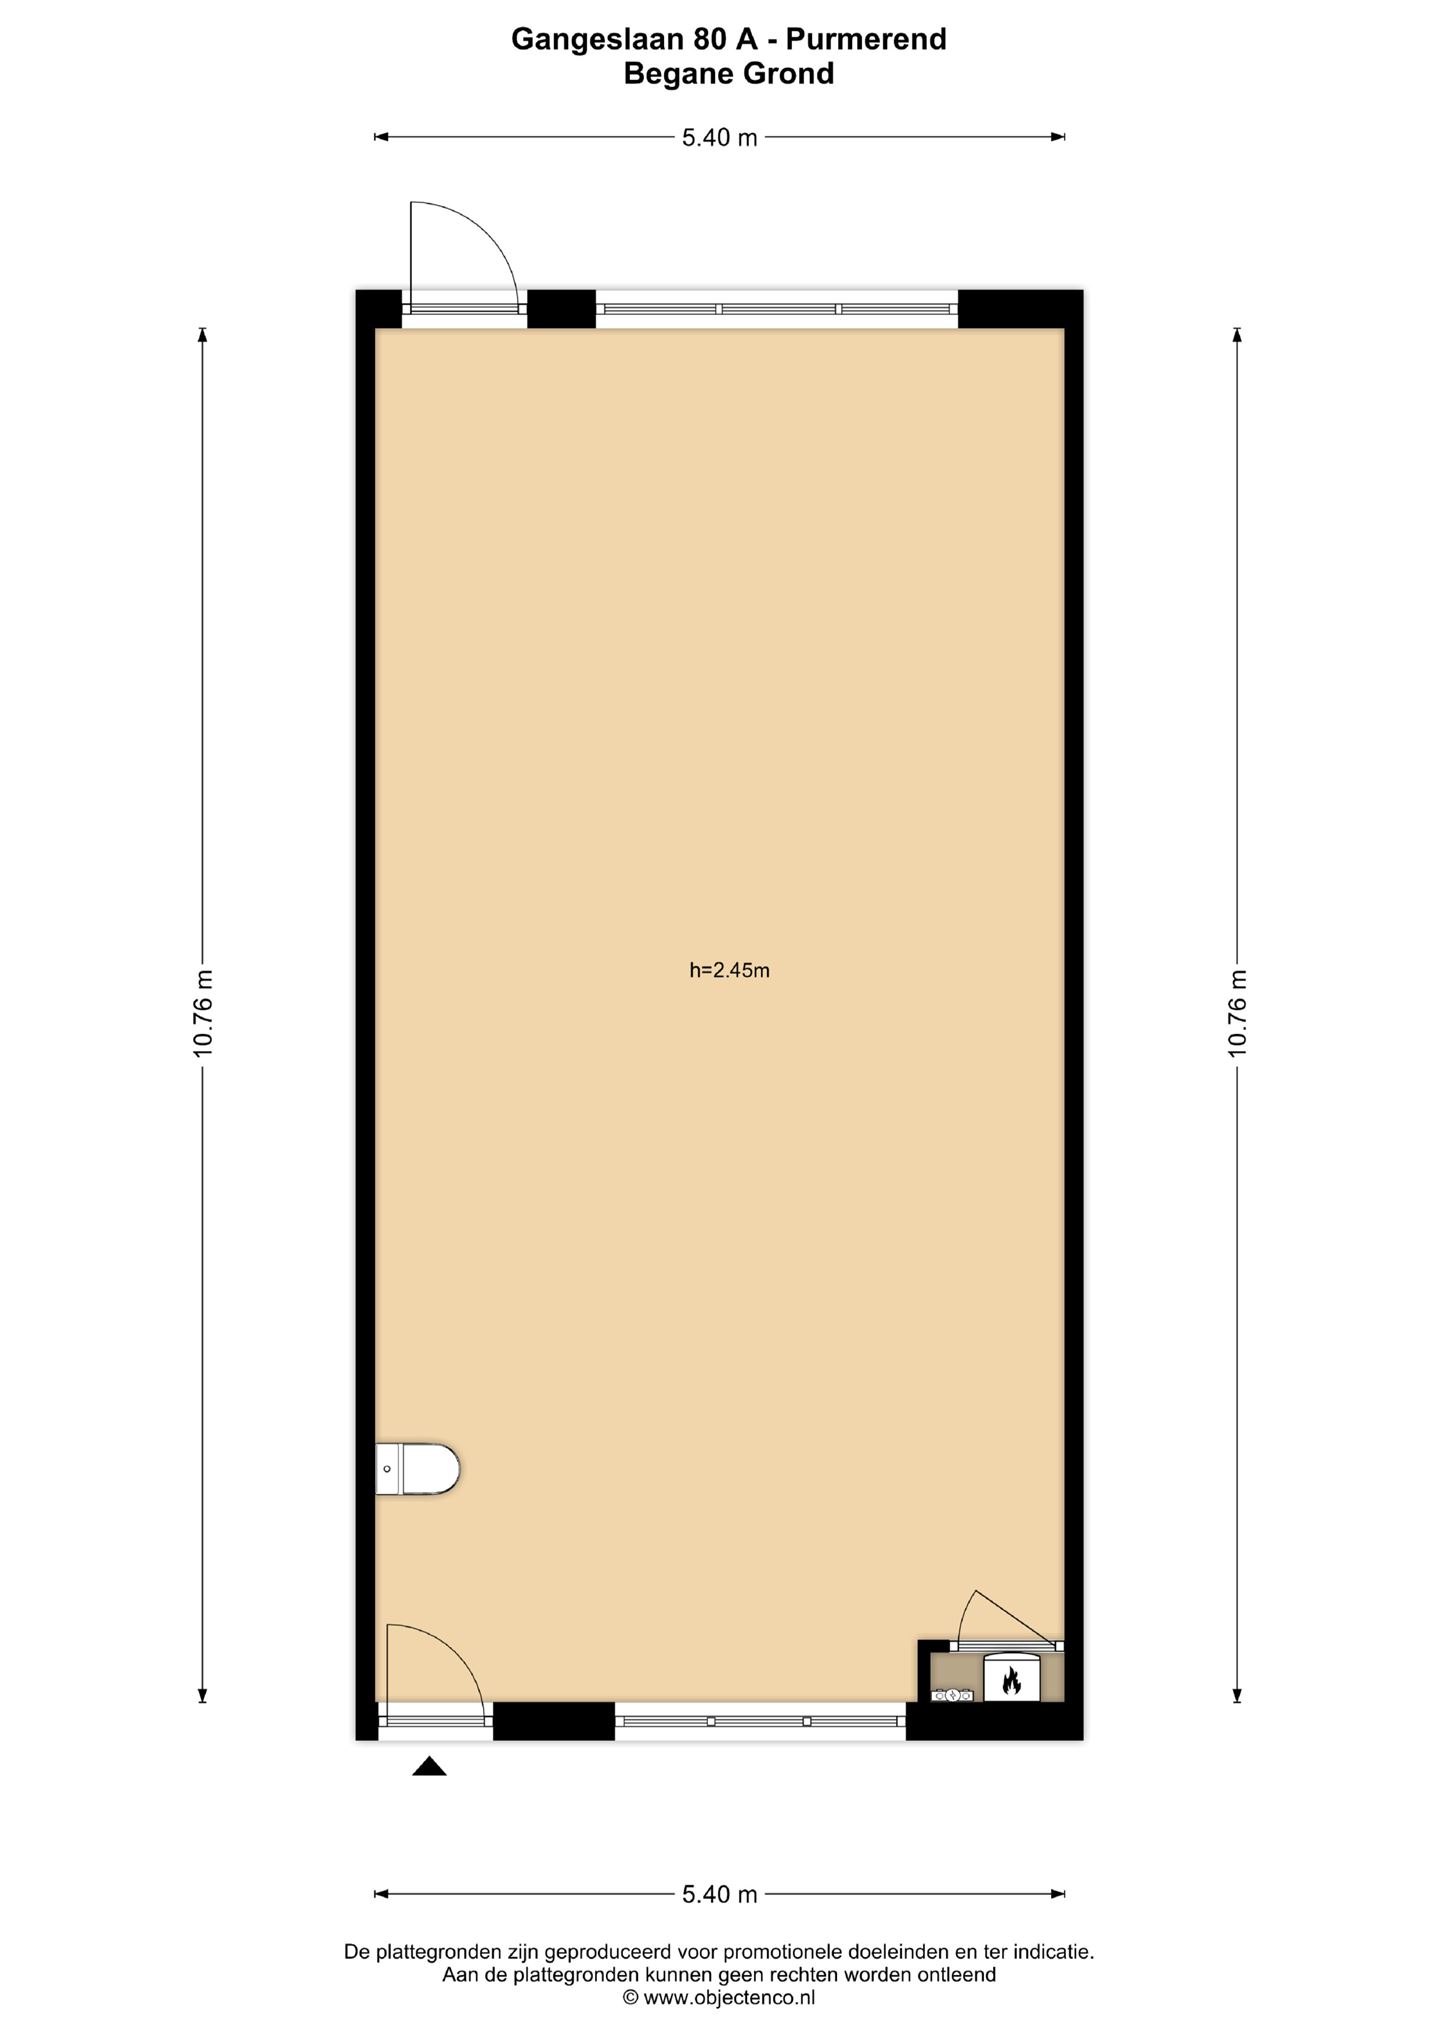 Gangeslaan 80 A - Purmerend
Begane Grond
5.40 m
10.76 m
h=2.45m
10.76 m
5.40 m
De plattegronden zijn geproduceerd voor promotionele doeleinden en ter indicatie.
Aan de plattegronden kunnen geen rechten worden ontleend
© www.objectenco.nl